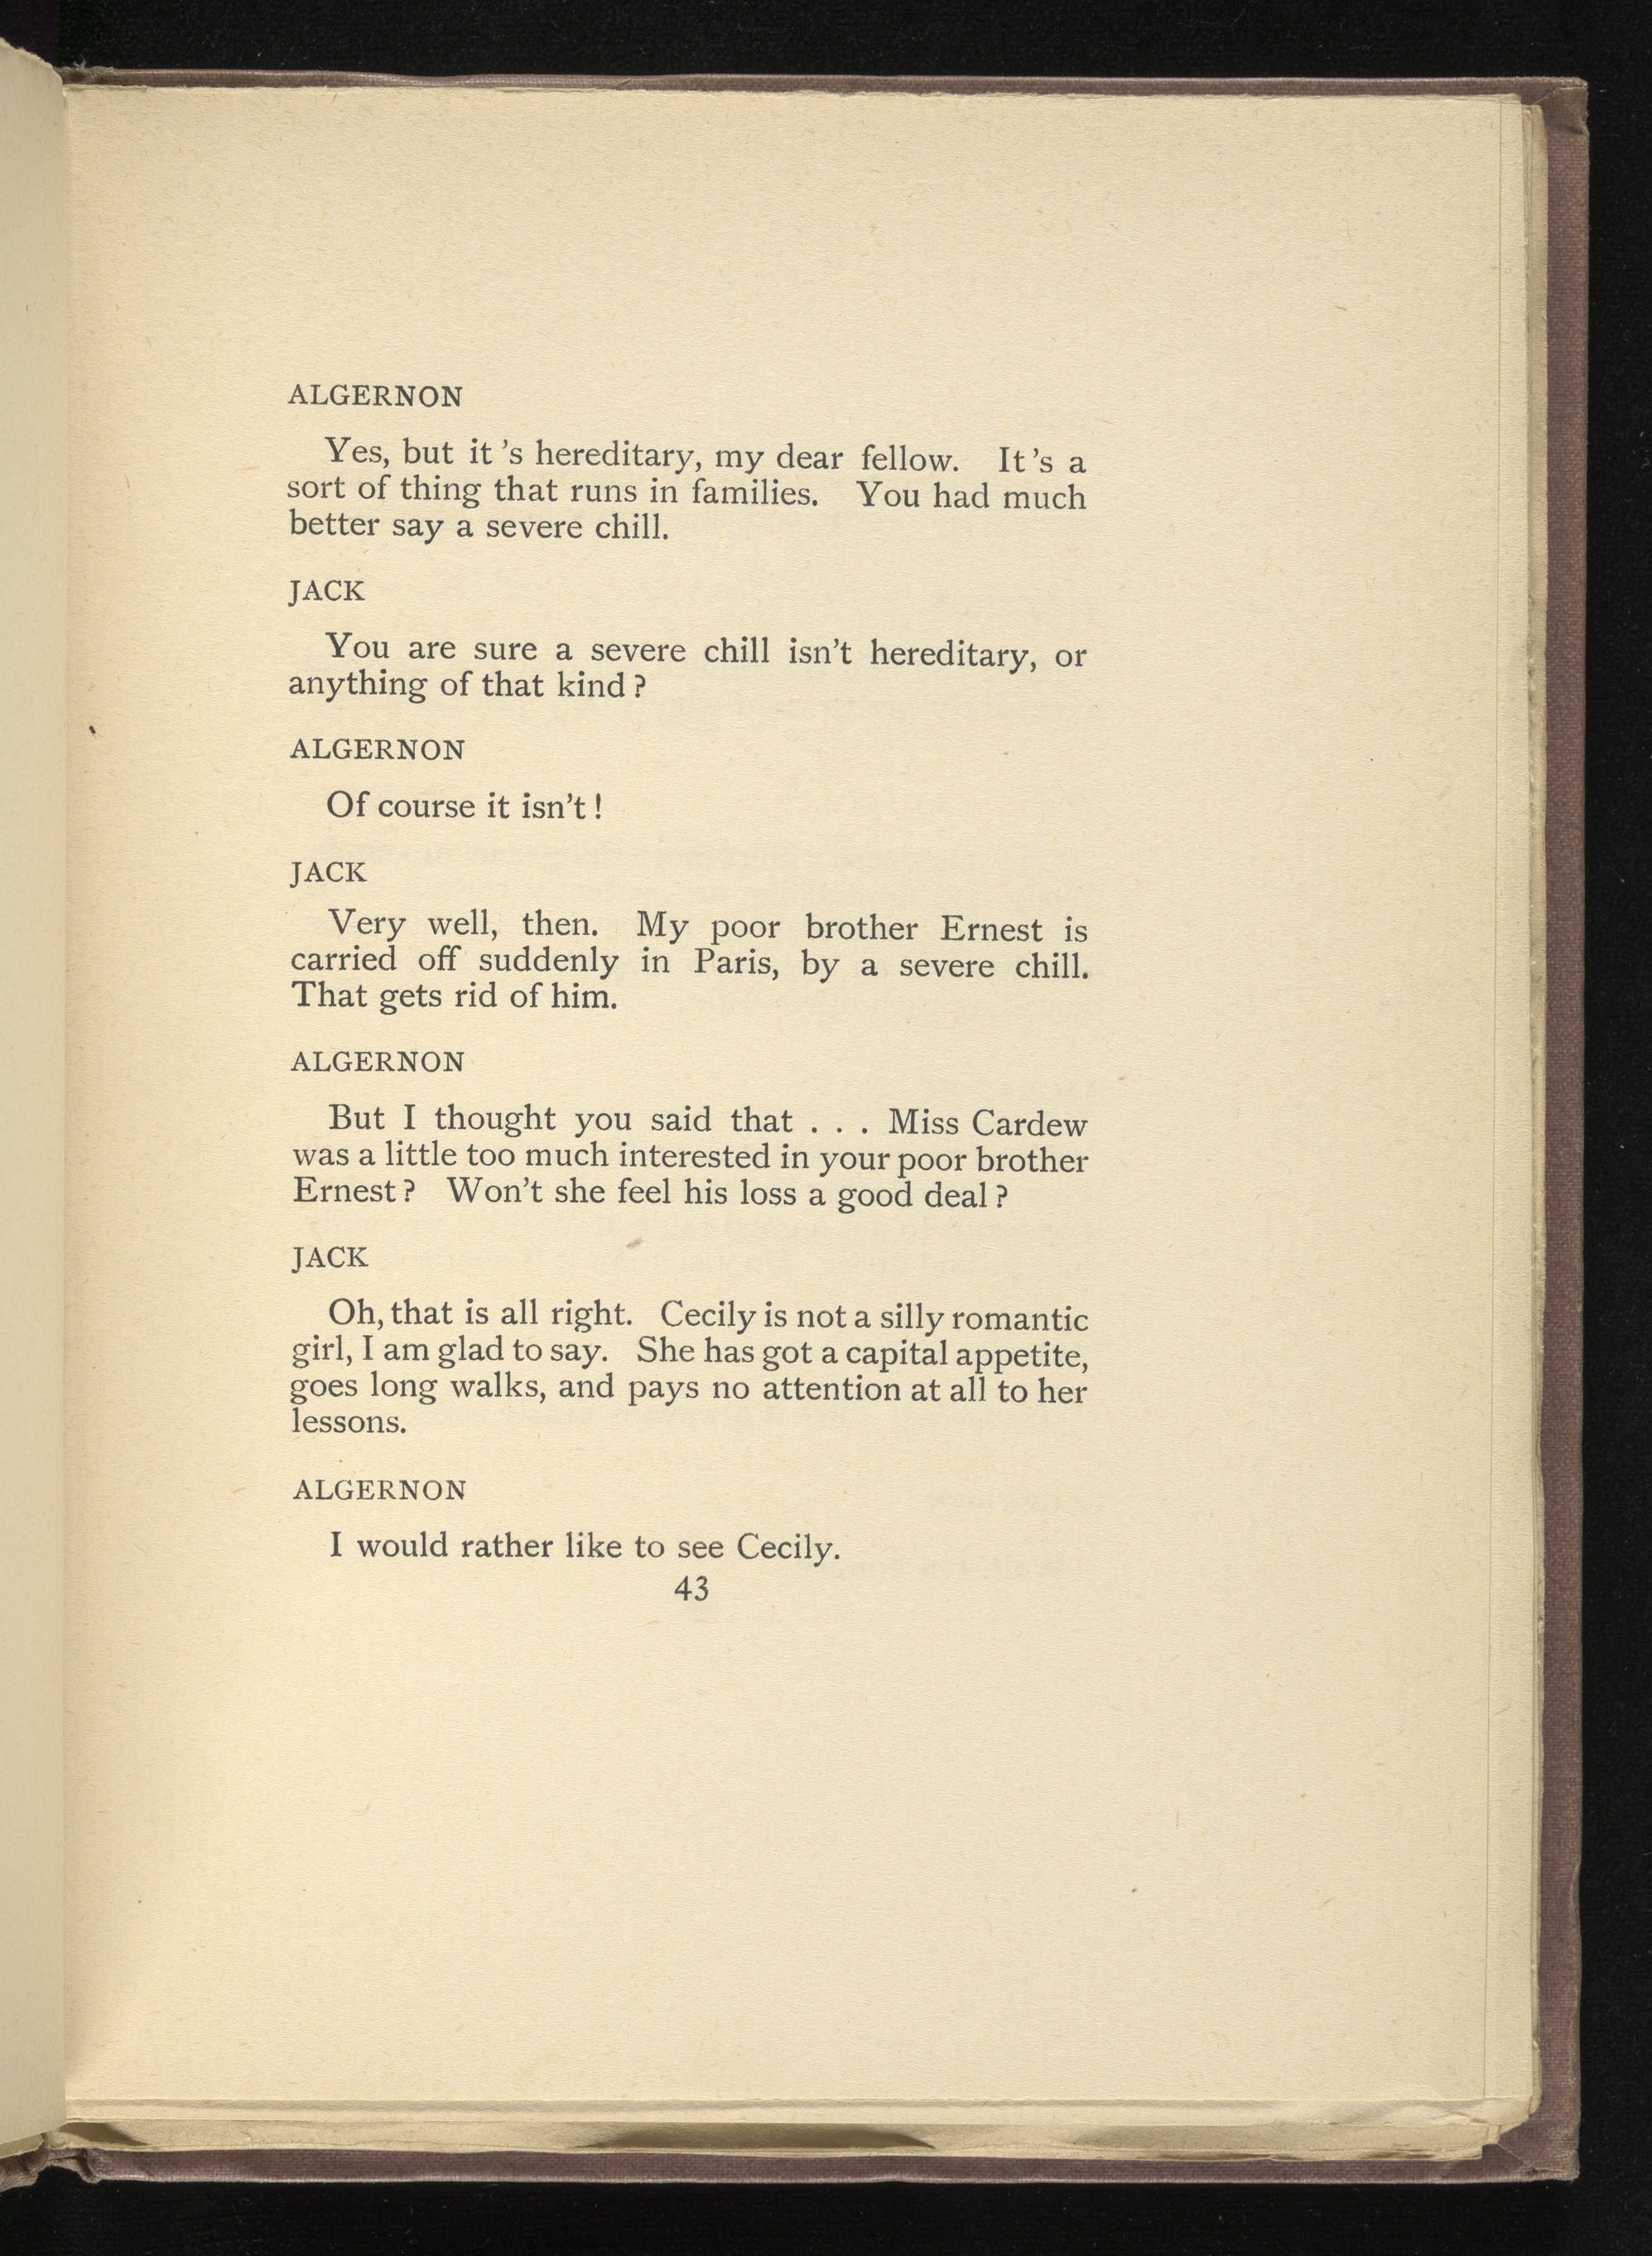 ALGERNON
Yes, but it's hereditary, my dear fellow. It's a
sort of thing that runs in families. You had much
better say a severe chill.
JACK
You are sure a severe chill isn't hereditary, or
anything of that kind?
ALGERNON
Of course it isn't!
JACK
Very well, then. My poor brother Ernest is
carried off suddenly in Paris, by a severe chill.
That gets rid of him.
ALGERNON
But I thought you said that . . . Miss Cardew
was a little too much interested in your poor brother
Ernest? Won't she feel his loss a good deal?
JACK
Oh, that is all right. Cecily is not a silly romantic
girl, I am glad to say. She has got a capital appetite,
goes long walks, and pays no attention at all to her
lessons.
ALGERNON
I would rather like to see Cecily.
43